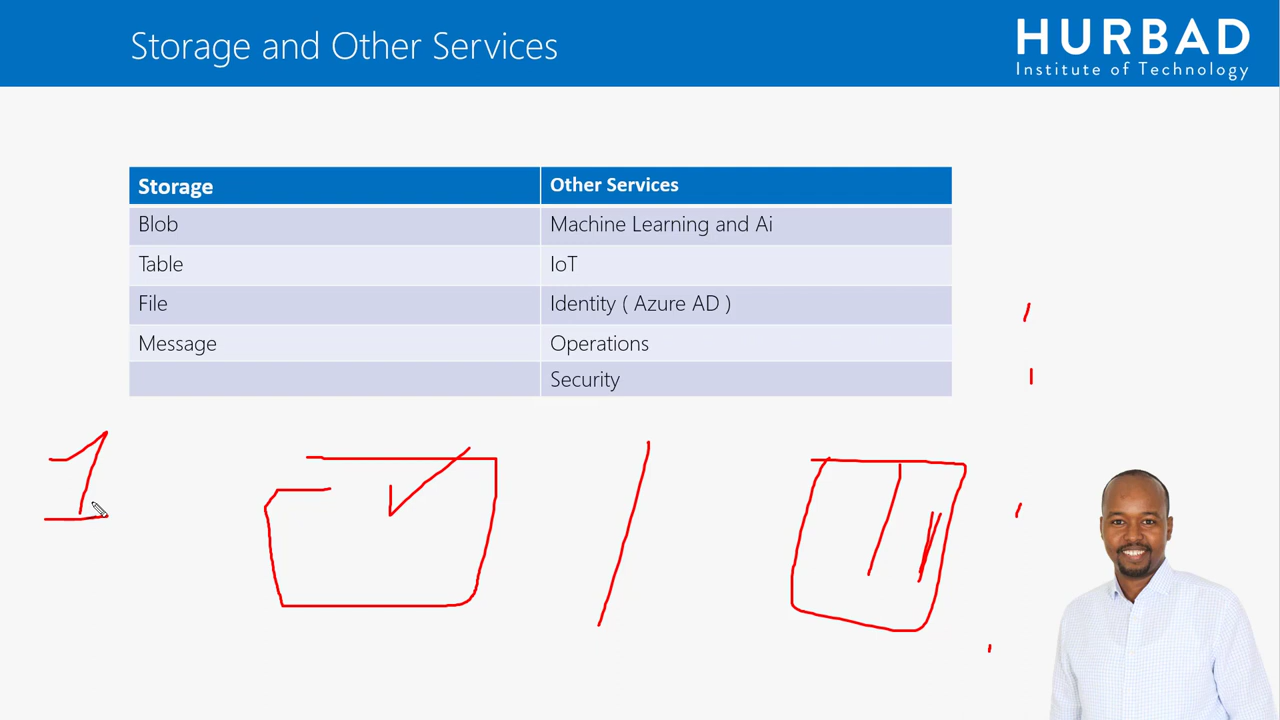 Storage and Other Services
HURBAD
Institute of Technology
Storage
Other Services
Blob
Machine Learning and Ai
Table
IoT
File
Identity ( Azure AD )
Message
Operations
Security
1